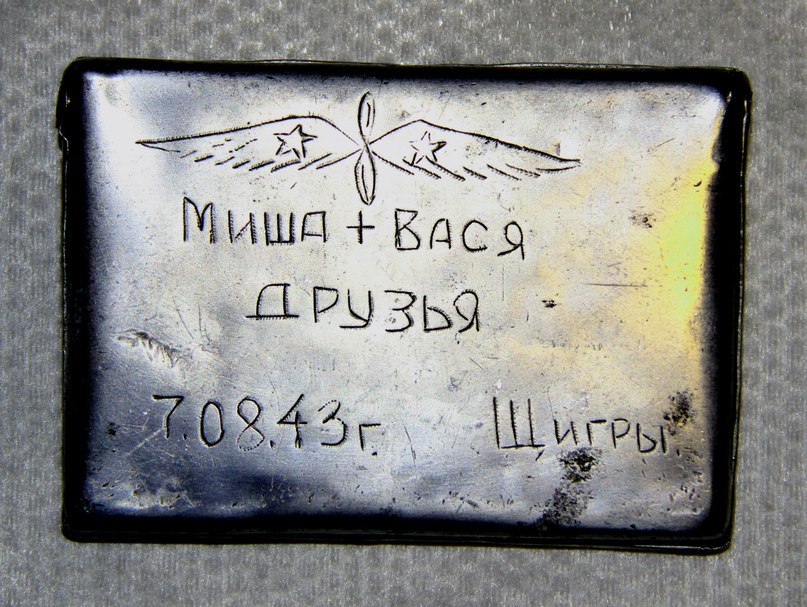 Миша + Вася
Друзья
7.08.43г. Щигры.